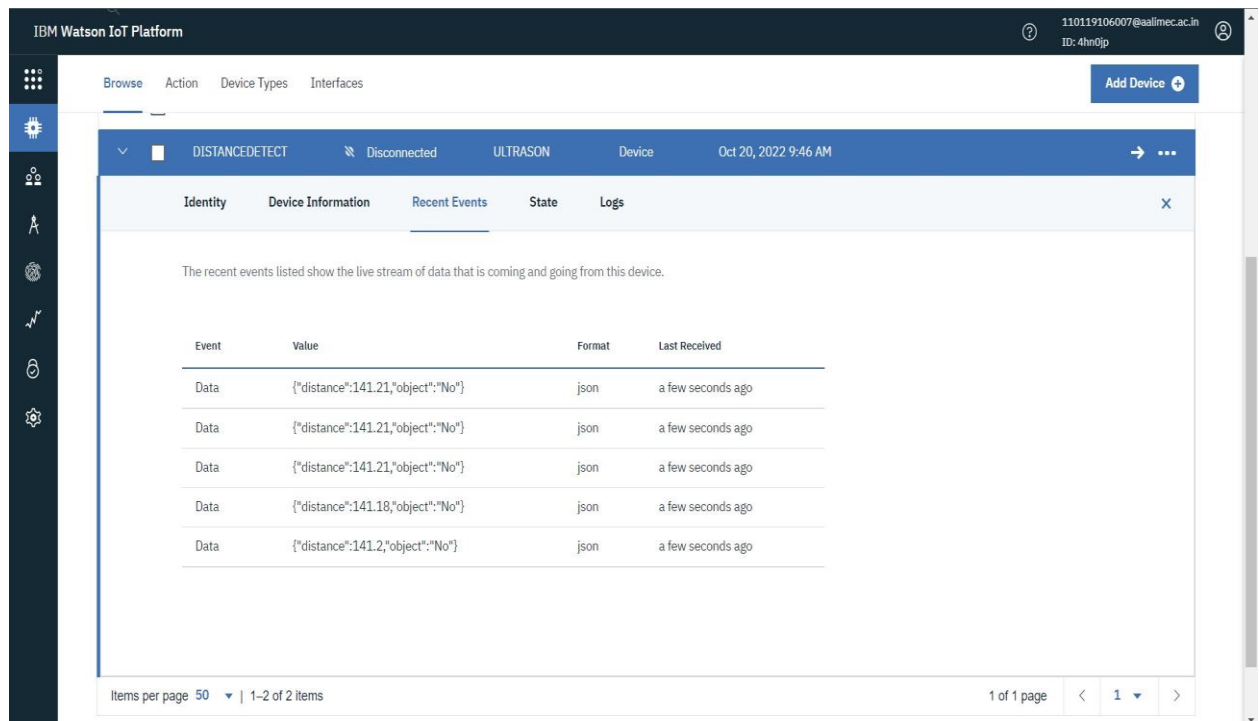 IBM Watson IoT Platform
110119106007@aalimec.ac.in
ID: 4hn0jp
Browse Action Device Types Interfaces
Add Device
DISTANCEDETECT Disconnected ULTRASON Device Oct 20, 2022 9:46 AM
Identity Device Information Recent Events State Logs
The recent events listed show the live stream of data that is coming and going from this device.
Event Value Format Last Received
Data {"distance":141.21,"object":"No"} json a few seconds ago
Data {"distance":141.21,"object":"No"} json a few seconds ago
Data {"distance":141.21,"object":"No"} json a few seconds ago
Data {"distance":141.18,"object":"No"} json a few seconds ago
Data {"distance":141.2,"object":"No"} json a few seconds ago
Items per page 50 | 1–2 of 2 items 1 of 1 page 1